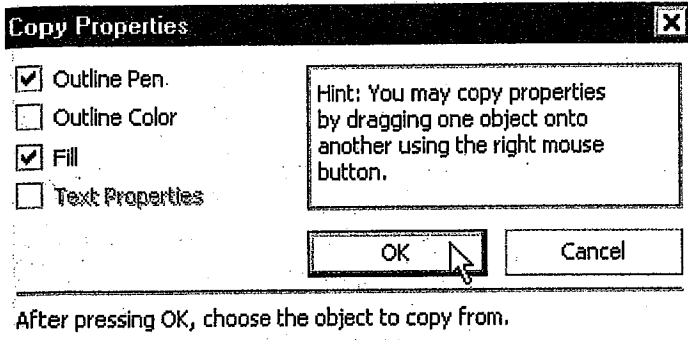 Copy Properties
Outline Pen
Outline Color
Fill
Text Properties
Hint: You may copy properties
by dragging one object onto
another using the right mouse
button.
OK
Cancel
After pressing OK, choose the object to copy from.